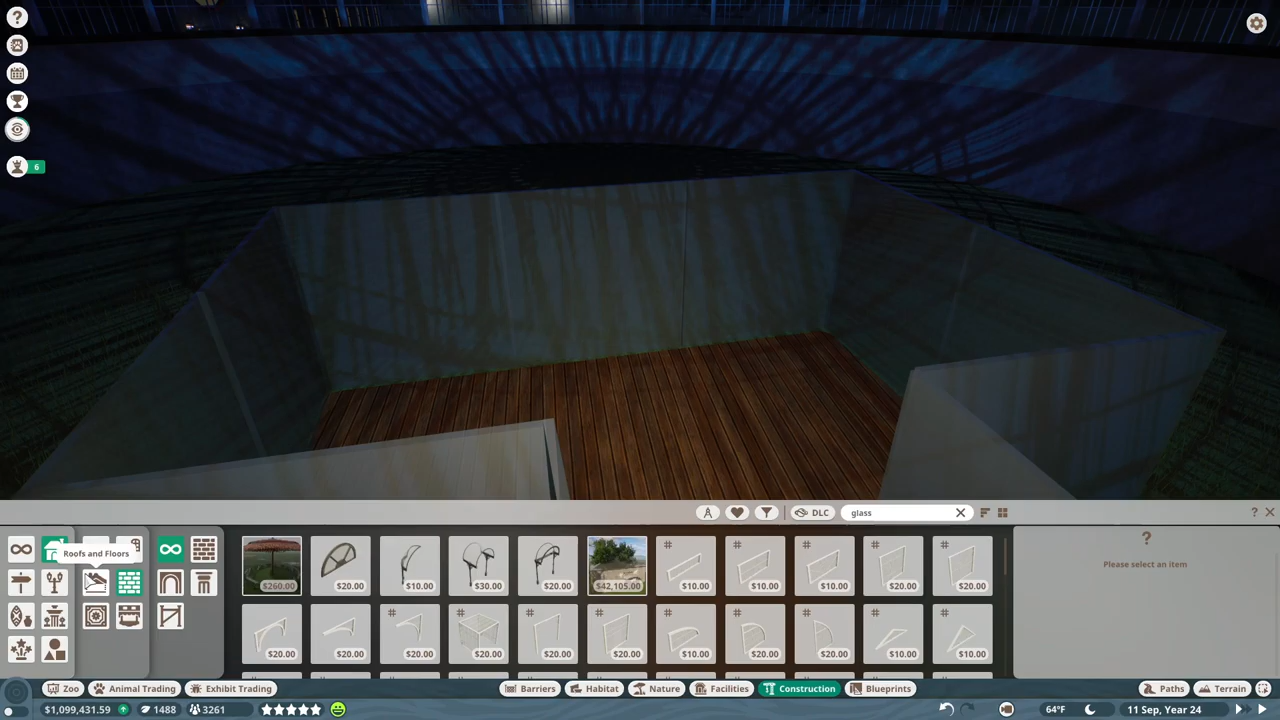 ?
6
DLC
glass
?
Roofs and Floors
$260.00
$20.00
$10.00
$30.00
$20.00
$42,105.00
# $10.00
# $10.00
# $10.00
# $20.00
# $20.00
?
Please select an item
$20.00
$20.00
# $20.00
# $20.00
# $20.00
# $20.00
# $10.00
# $20.00
# $20.00
# $10.00
# $10.00
Zoo
Animal Trading
Exhibit Trading
Barriers
Habitat
Nature
Facilities
Construction
Blueprints
Paths
Terrain
$1,099,431.59
1488
3261
64°F
11 Sep, Year 24